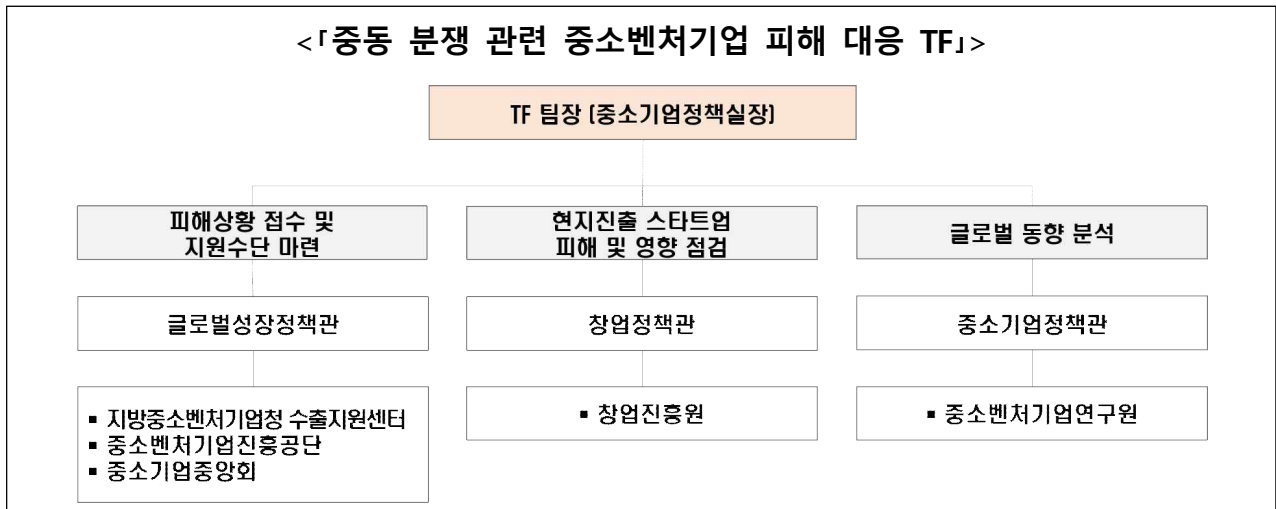 <「중동 분쟁 관련 중소벤처기업 피해 대응 TF」>
TF 팀장 (중소기업정책실장)
피해상황 접수 및
지원수단 마련
현지진출 스타트업
피해 및 영향 점검
글로벌 동향 분석
글로벌성장정책관
창업정책관
중소기업정책관
▪ 지방중소벤처기업청 수출지원센터
▪ 중소벤처기업진흥공단
▪ 중소기업중앙회
▪ 창업진흥원
▪ 중소벤처기업연구원